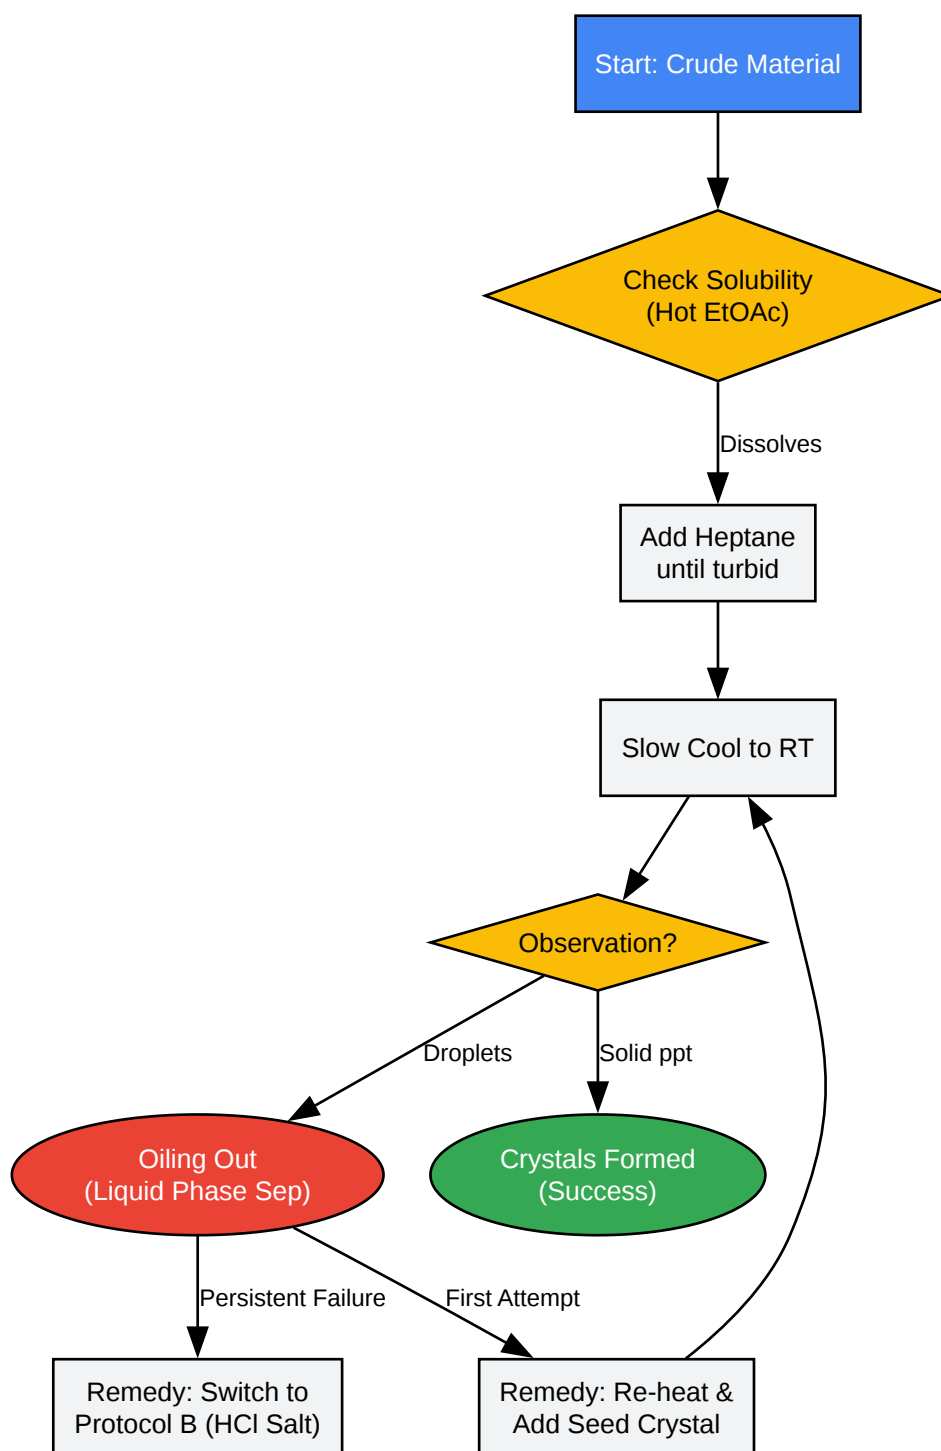 Start: Crude Material
Check Solubility
(Hot EtOAc)
Dissolves
Add Heptane
until turbid
Slow Cool to RT
Observation?
Droplets
Solid ppt
Oiling Out
(Liquid Phase Sep)
Crystals Formed
(Success)
Persistent Failure
First Attempt
Remedy: Switch to
Protocol B (HCl Salt)
Remedy: Re-heat &
Add Seed Crystal